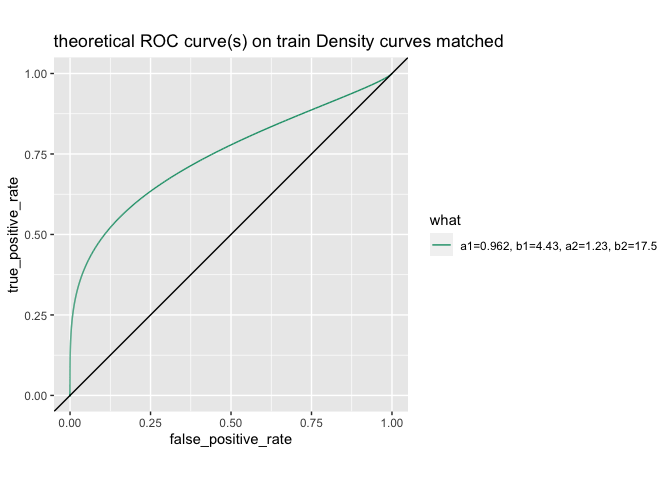 theoretical ROC curve(s) on train Density curves matched
1.00
0.75
0.50
0.25
0.00
true_positive_rate
0.00 0.25 0.50 0.75 1.00
false_positive_rate
what
a1=0.962, b1=4.43, a2=1.23, b2=17.5